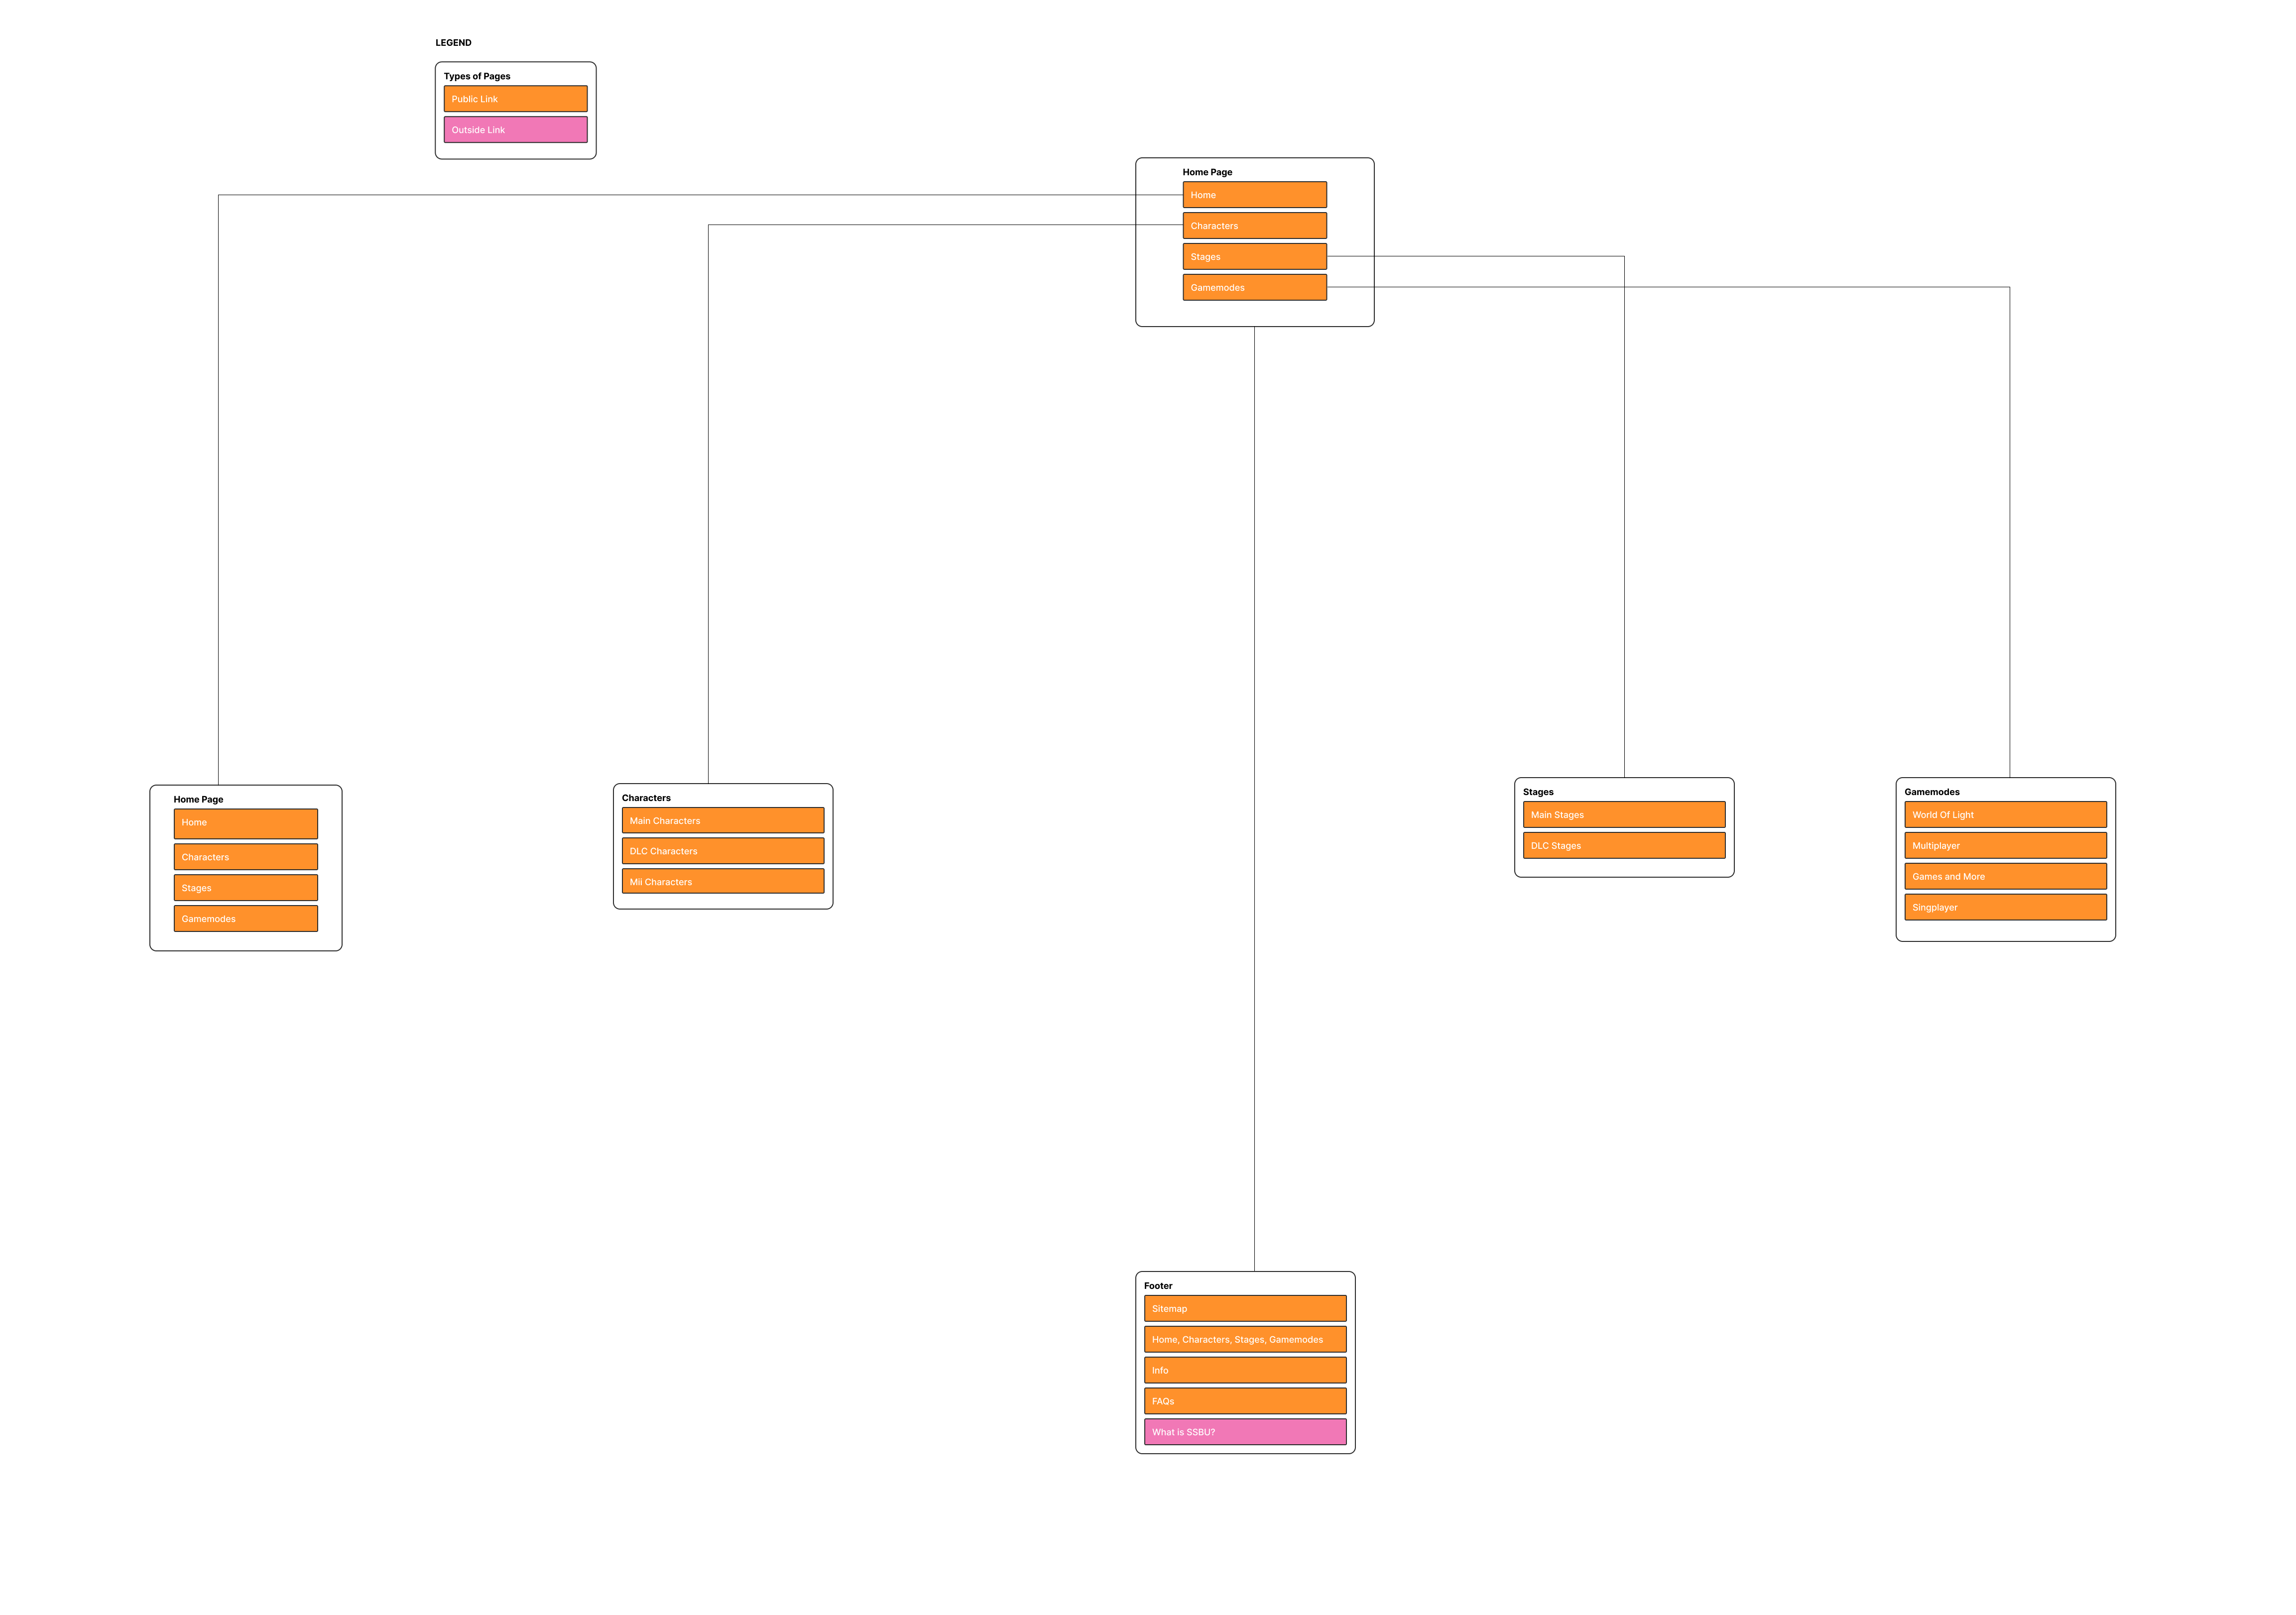 LEGEND
Types of Pages
Public Link
Outside Link
Home Page
Home
Characters
Stages
Gamemodes
Home Page
Home
Characters
Stages
Gamemodes
Characters
Main Characters
DLC Characters
Mii Characters
Stages
Main Stages
DLC Stages
Gamemodes
World Of Light
Multiplayer
Games and More
Singplayer
Footer
Sitemap
Home, Characters, Stages, Gamemodes
Info
FAQs
What is SSBU?